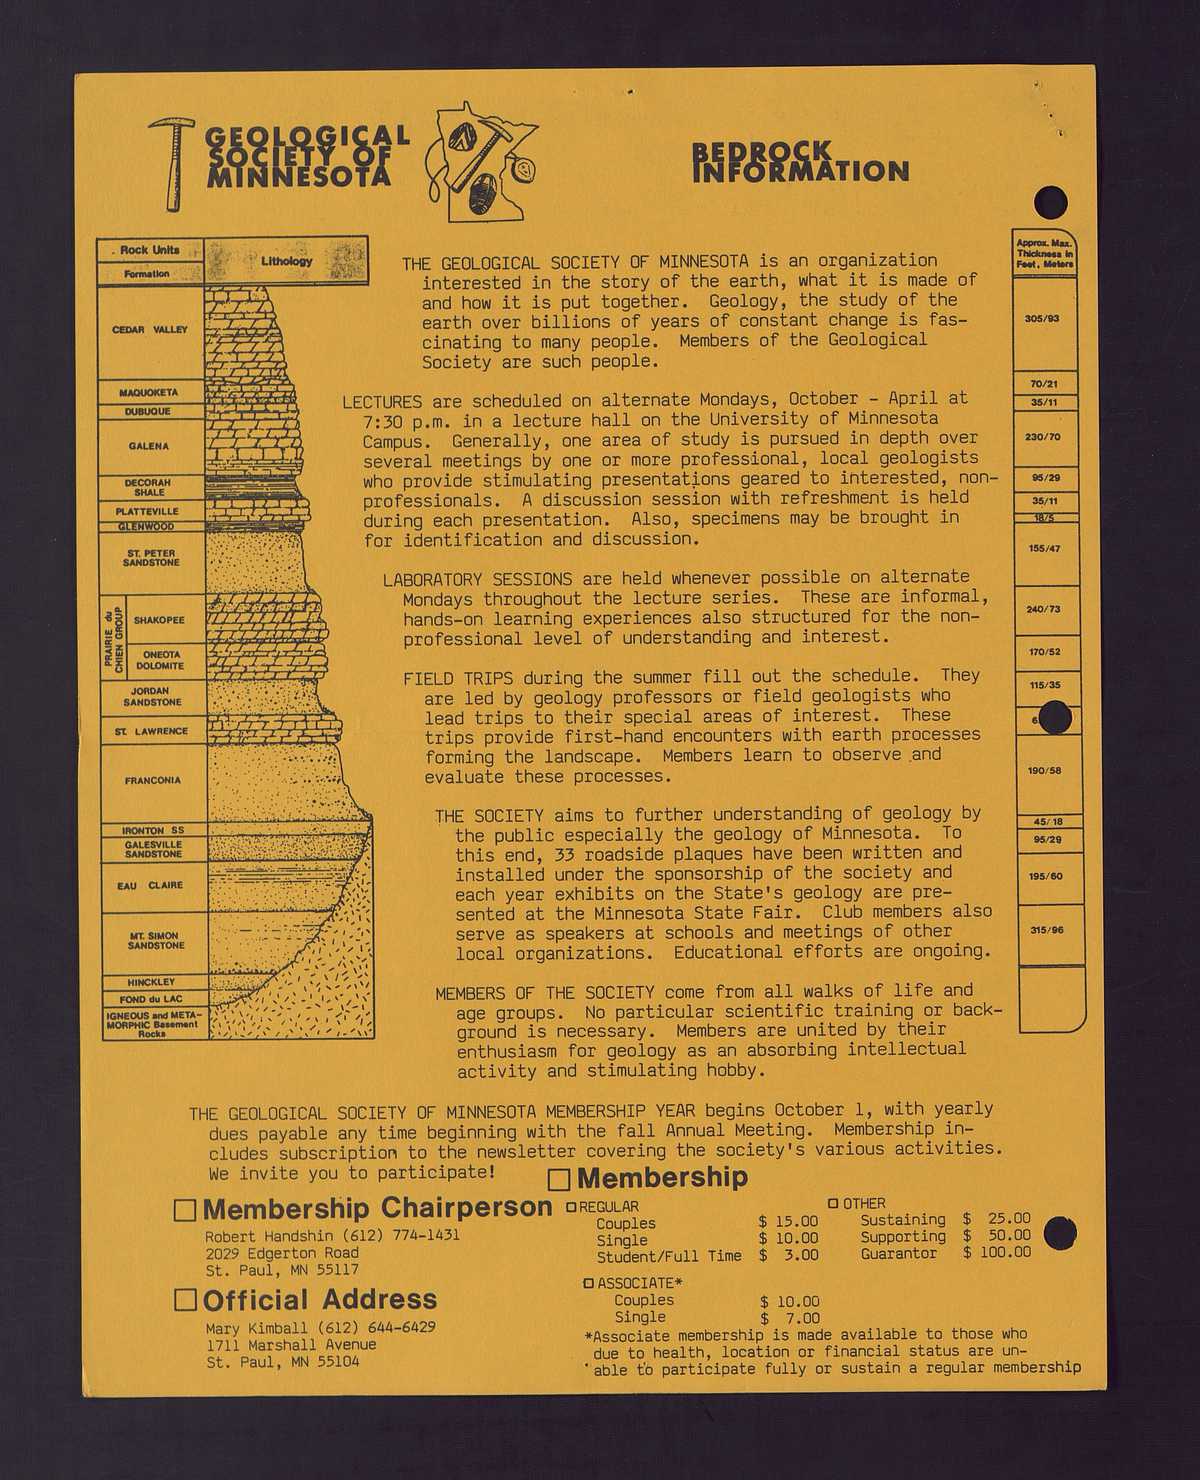 GEOLOGICAL
SOCIETY OF
MINNESOTA
BEDROCK
INFORMATION
Rock Units
Formation
Lithology
CEDAR VALLEY
MAQUOKETA
DUBUQUE
GALENA
DECORAH
SHALE
PLATTEVILLE
GLENWOOD
ST. PETER
SANDSTONE
PRAIRIE du
CHIEN GROUP
SHAKOPEE
ONEOTA
DOLOMITE
JORDAN
SANDSTONE
ST. LAWRENCE
FRANCONIA
IRONTON SS
GALESVILLE
SANDSTONE
EAU CLAIRE
MT. SIMON
SANDSTONE
HINCKLEY
FOND du LAC
IGNEOUS and META-
MORPHIC Basement
Rocks
THE GEOLOGICAL SOCIETY OF MINNESOTA is an organization
interested in the story of the earth, what it is made of
and how it is put together. Geology, the study of the
earth over billions of years of constant change is fas-
cinating to many people. Members of the Geological
Society are such people.
LECTURES are scheduled on alternate Mondays, October - April at
7:30 p.m. in a lecture hall on the University of Minnesota
Campus. Generally, one area of study is pursued in depth over
several meetings by one or more professional, local geologists
who provide stimulating presentations geared to interested, non-
professionals. A discussion session with refreshment is held
during each presentation. Also, specimens may be brought in
for identification and discussion.
LABORATORY SESSIONS are held whenever possible on alternate
Mondays throughout the lecture series. These are informal,
hands-on learning experiences also structured for the non-
professional level of understanding and interest.
FIELD TRIPS during the summer fill out the schedule. They
are led by geology professors or field geologists who
lead trips to their special areas of interest. These
trips provide first-hand encounters with earth processes
forming the landscape. Members learn to observe and
evaluate these processes.
THE SOCIETY aims to further understanding of geology by
the public especially the geology of Minnesota. To
this end, 33 roadside plaques have been written and
installed under the sponsorship of the society and
each year exhibits on the State's geology are pre-
sented at the Minnesota State Fair. Club members also
serve as speakers at schools and meetings of other
local organizations. Educational efforts are ongoing.
MEMBERS OF THE SOCIETY come from all walks of life and
age groups. No particular scientific training or back-
ground is necessary. Members are united by their
enthusiasm for geology as an absorbing intellectual
activity and stimulating hobby.
Approx. Max.
Thickness in
Feet, Meters
305/93
70/21
35/11
230/70
95/29
35/11
18/5
155/47
240/73
170/52
115/35
6
190/58
45/18
95/29
195/60
315/96
THE GEOLOGICAL SOCIETY OF MINNESOTA MEMBERSHIP YEAR begins October 1, with yearly
dues payable any time beginning with the fall Annual Meeting. Membership in-
cludes subscription to the newsletter covering the society's various activities.
We invite you to participate!
Membership Chairperson
Robert Handshin (612) 774-1431
2029 Edgerton Road
St. Paul, MN 55117
Official Address
Mary Kimball (612) 644-6429
1711 Marshall Avenue
St. Paul, MN 55104
Membership
REGULAR
Couples $ 15.00
Single $ 10.00
Student/Full Time $ 3.00
OTHER
Sustaining $ 25.00
Supporting $ 50.00
Guarantor $ 100.00
ASSOCIATE*
Couples $ 10.00
Single $ 7.00
*Associate membership is made available to those who
due to health, location or financial status are un-
able to participate fully or sustain a regular membership